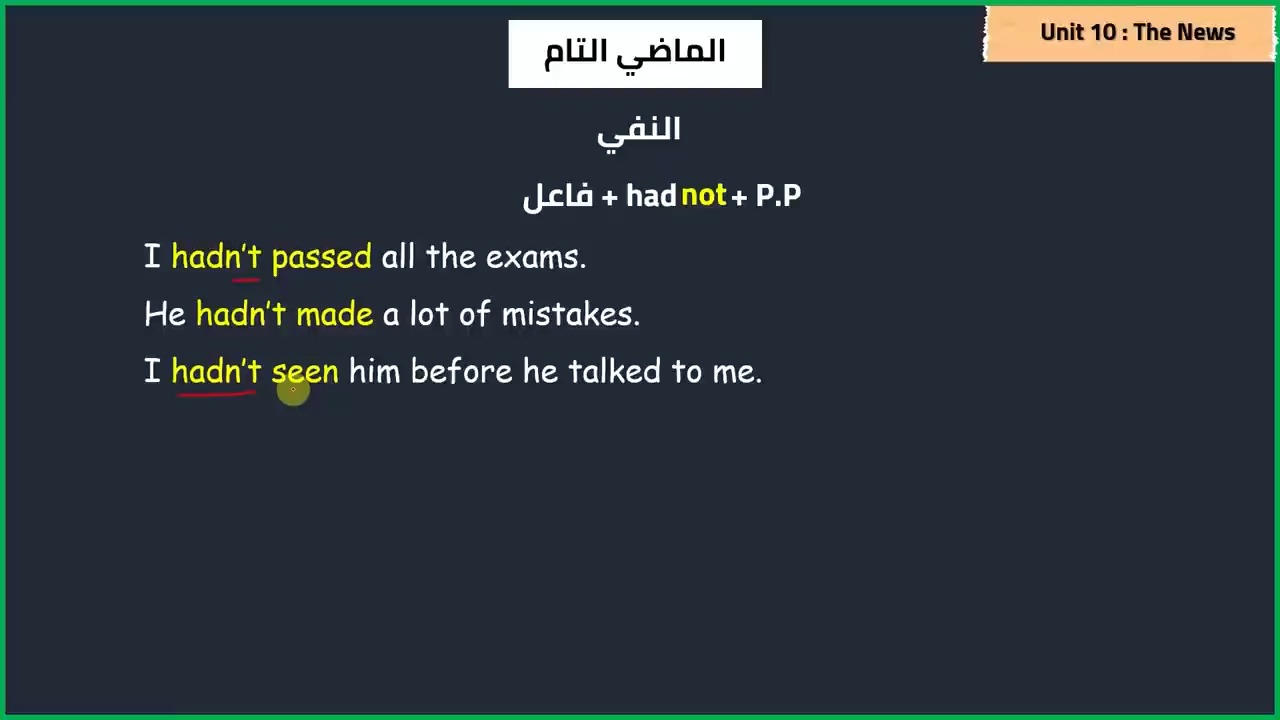 Unit 10 : The News
الماضي التام
النفي
فاعل + had not + P.P
I hadn't passed all the exams.
He hadn't made a lot of mistakes.
I hadn't seen him before he talked to me.